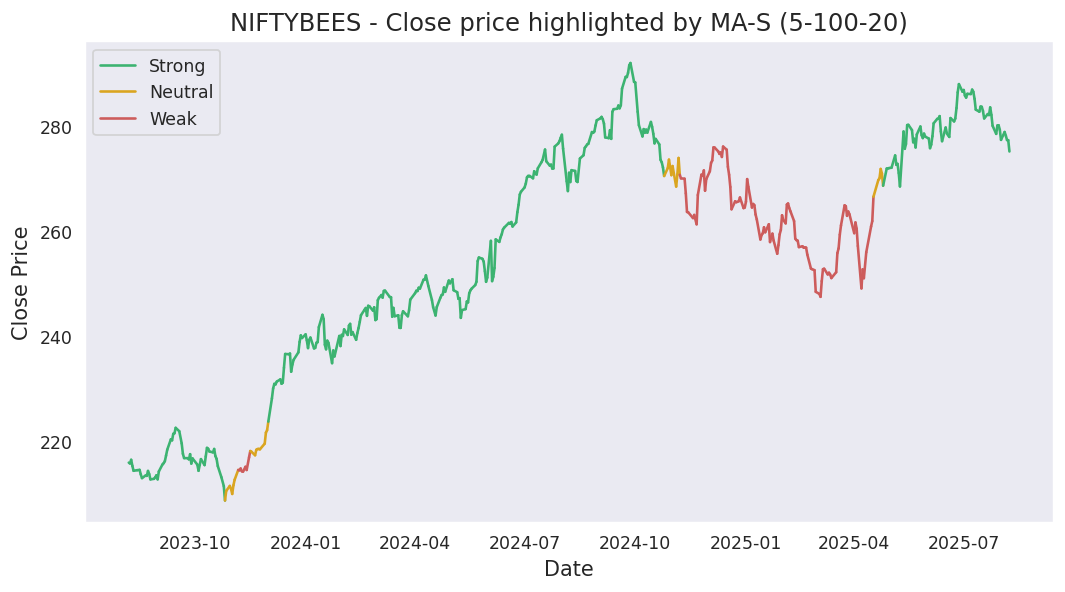 NIFTYBEES - Close price highlighted by MA-S (5-100-20)
Strong
Neutral
Weak
Close Price
280
260
240
220
2023-10 2024-01 2024-04 2024-07 2024-10 2025-01 2025-04 2025-07
Date